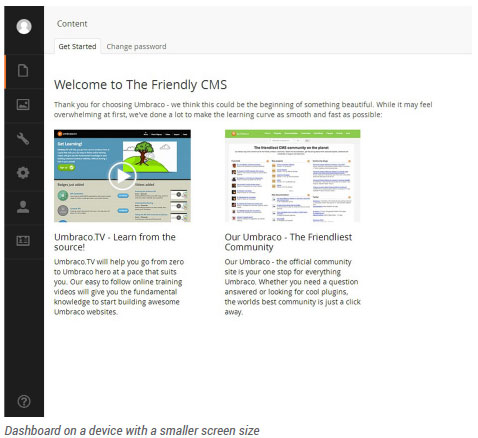 Content
Get Started Change password
Welcome to The Friendly CMS
Thank you for choosing Umbraco - we think this could be the beginning of something beautiful. While it may feel
overwhelming at first, we've done a lot to make the learning curve as smooth and fast as possible:
Get Learning!
Badges just added
Videos added
The friendliest CMS community on the planet
Umbraco.TV - Learn from the
source!
Umbraco.TV will help you go from zero
to Umbraco hero at a pace that suits
you. Our easy to follow online training
videos will give you the fundamental
knowledge to start building awesome
Umbraco websites.
Our Umbraco - The Friendliest
Community
Our Umbraco - the official community
site is your one stop for everything
Umbraco. Whether you need a question
answered or looking for cool plugins,
the worlds best community is just a click
away.
Dashboard on a device with a smaller screen size